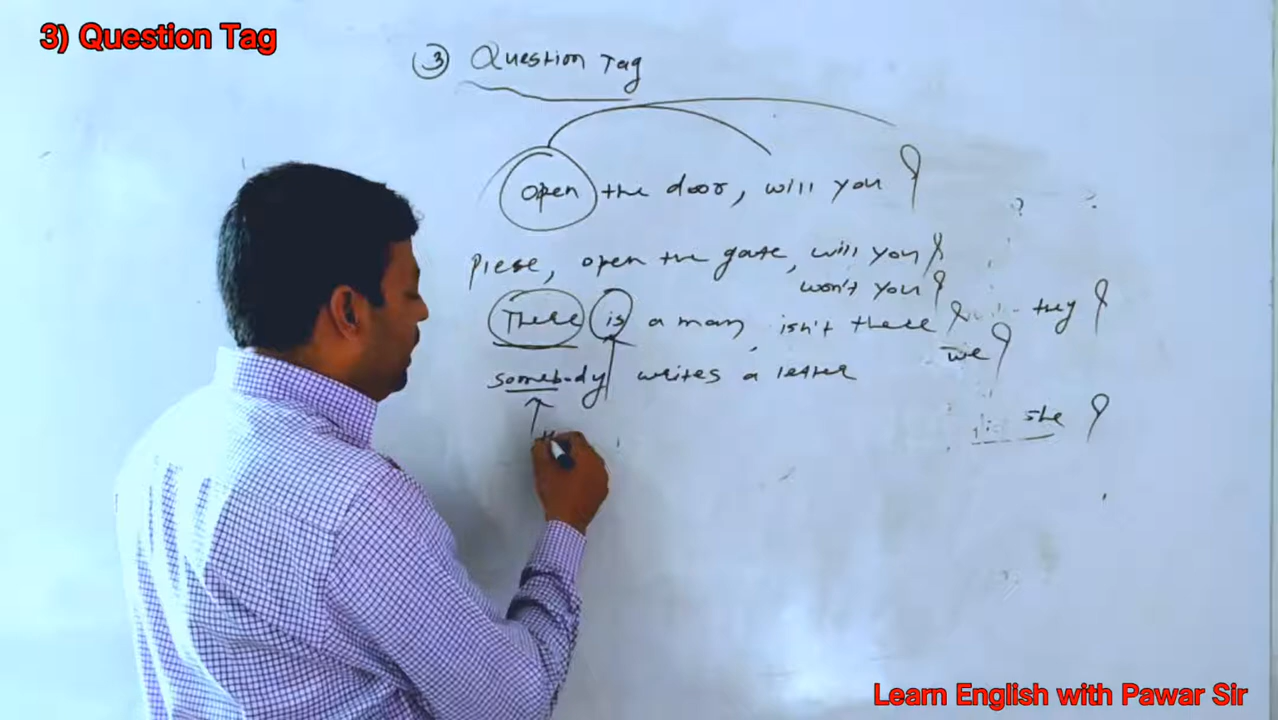 3) Question Tag
③ Question Tag
open the door, will you ?
Plese, open the gate, will you ?
won't you ?
There is a man, isn't there ? they ?
we ?
somebody writes a letter
she ?
Learn English with Pawar Sir